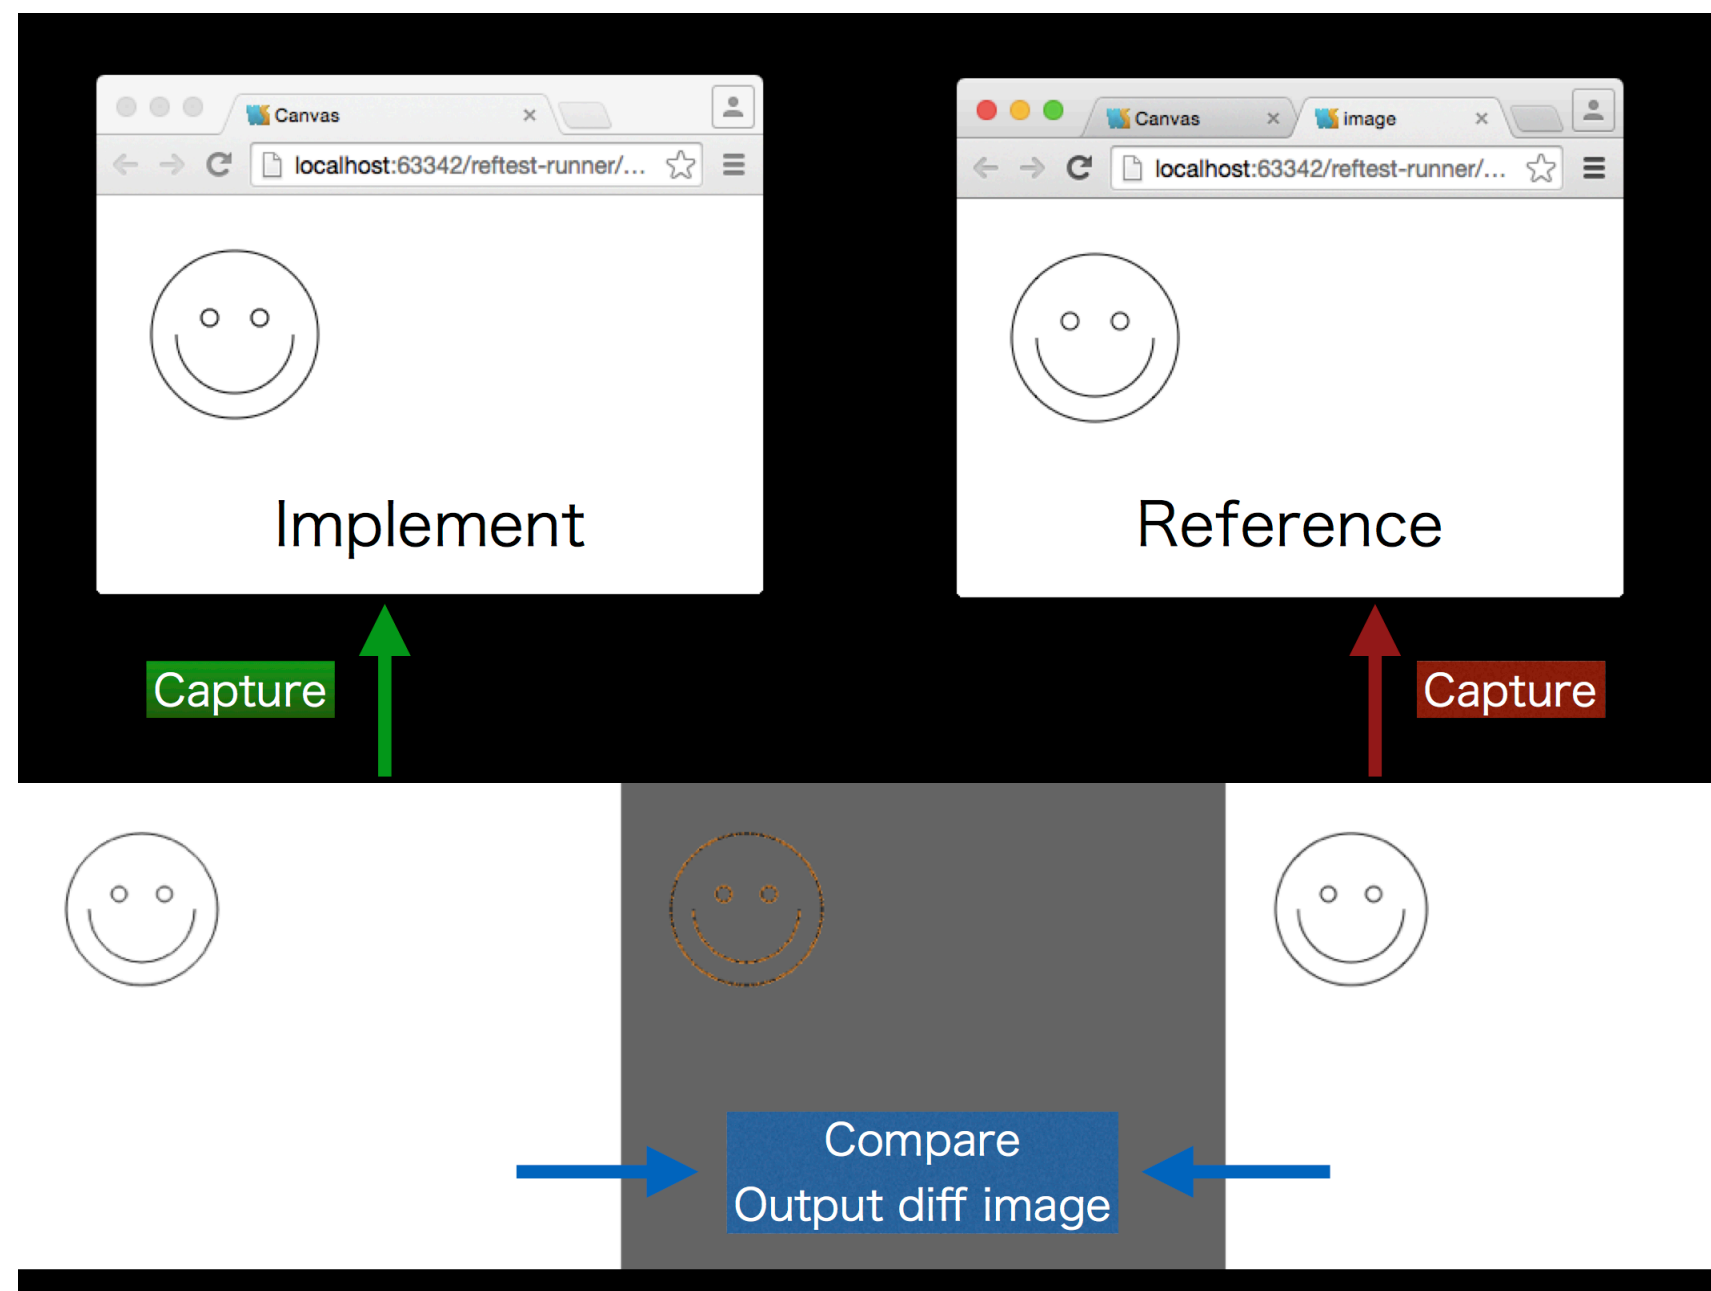 Canvas
localhost:63342/reftest-runner/...
Implement
Canvas
image
localhost:63342/reftest-runner/...
Reference
Capture
Capture
Compare
Output diff image